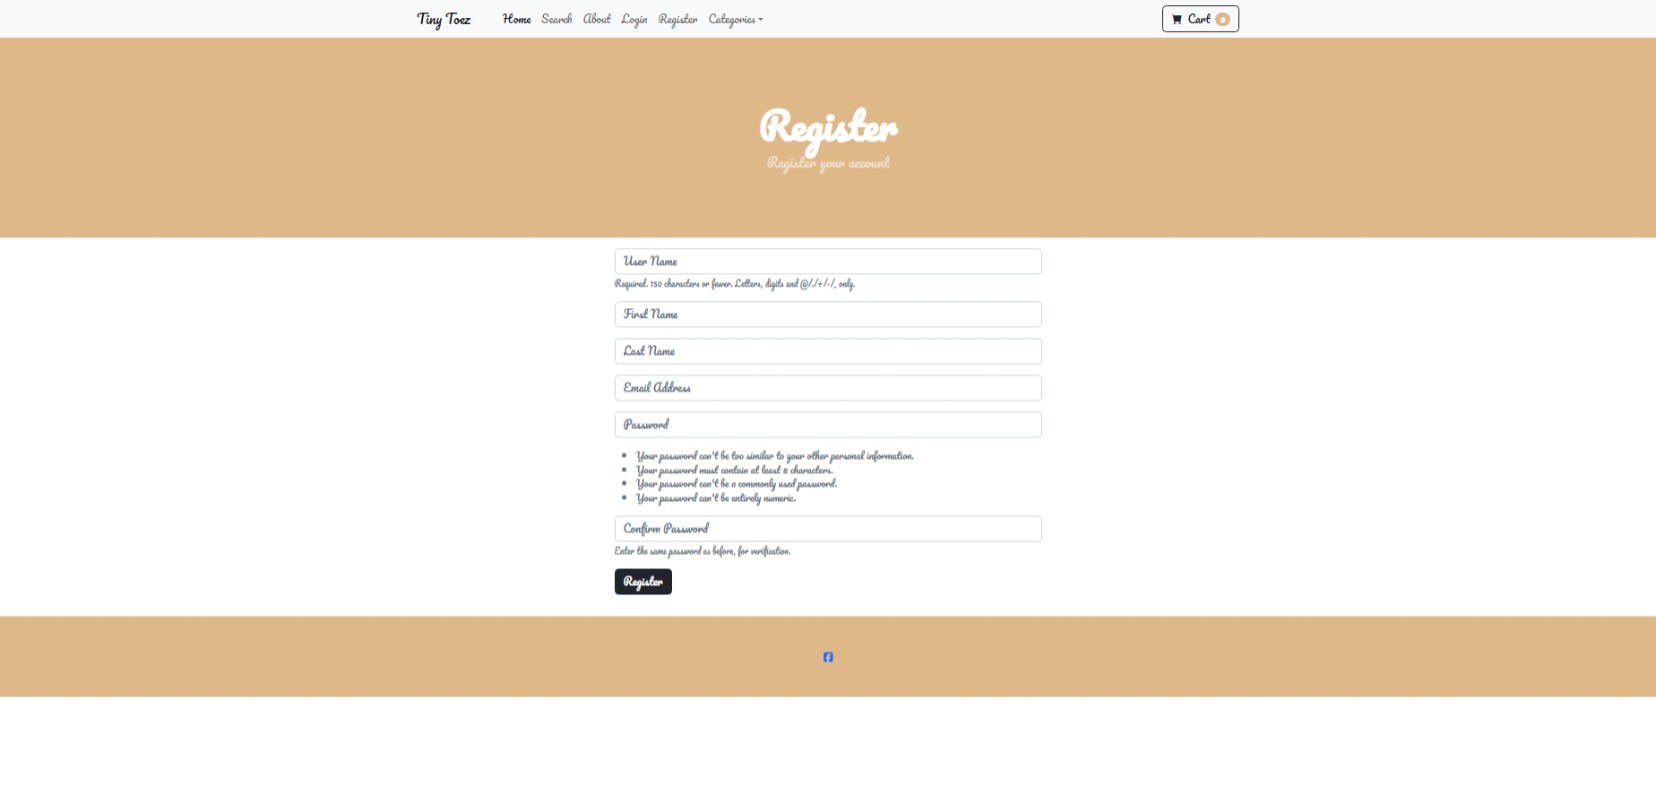 Tiny Toez Home Search About Login Register Categories Cart 0
Register
Register your account
User Name
Required. 150 characters or fewer. Letters, digits and @/./+/-/_ only.
First Name
Last Name
Email Address
Password
Your password can't be too similar to your other personal information.
Your password must contain at least 8 characters.
Your password can't be a commonly used password.
Your password can't be entirely numeric.
Confirm Password
Enter the same password as before, for verification.
Register